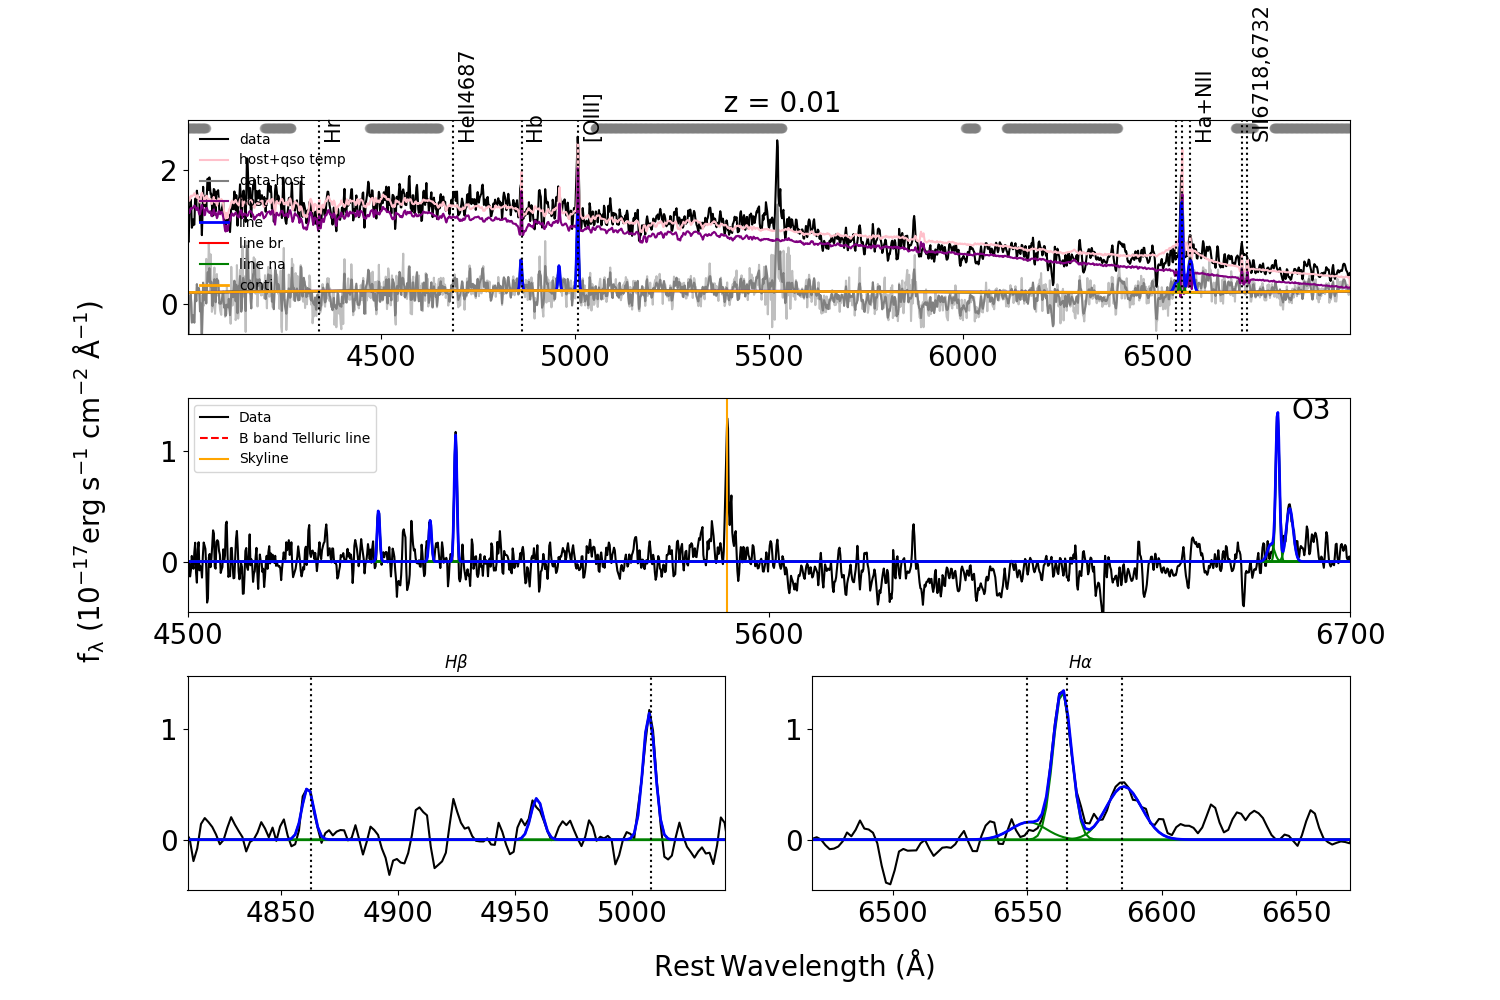 z = 0.01
Hr
HeII4687
Hb
[OIII]
Ha+NII
SII6718,6732
data
host+qso temp
data-host
host
line
line br
line na
conti
2
0
4500
5000
5500
6000
6500
Data
B band Telluric line
Skyline
O3
1
0
4500
5600
6700
fλ (10⁻¹⁷erg s⁻¹ cm⁻² Å⁻¹)
Hβ
1
0
4850
4900
4950
5000
Hα
1
0
6500
6550
6600
6650
Rest Wavelength (Å)